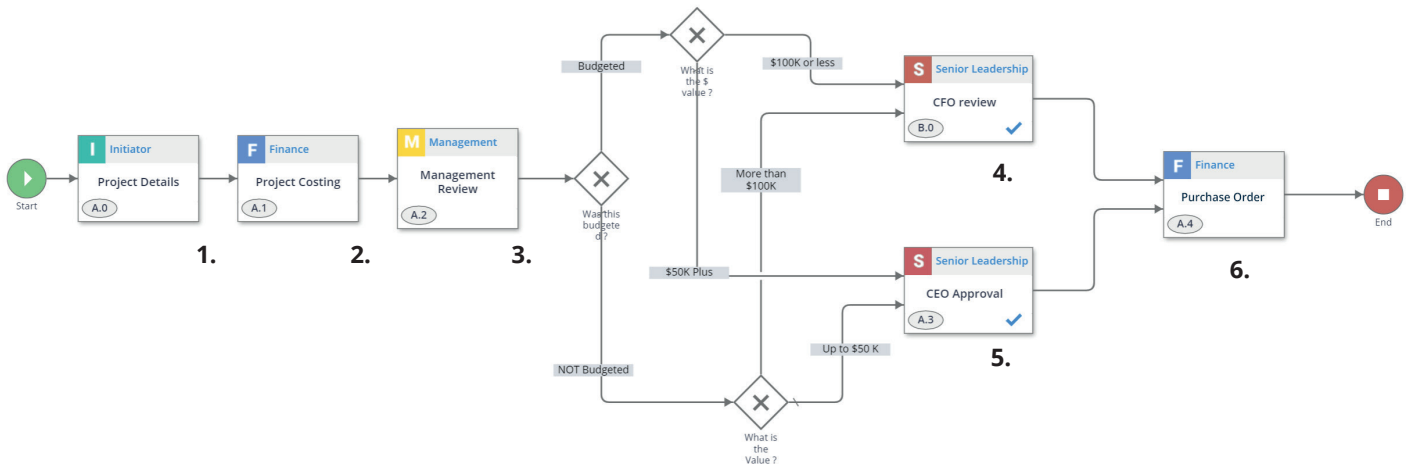 Start
I Initiator
Project Details
A.0
1.
F Finance
Project Costing
A.1
2.
M Management
Management
Review
A.2
3.
Was this
budgete
d ?
Budgeted
NOT Budgeted
What is
the $
value ?
$100K or less
$50K Plus
More than
$100K
Up to $50 K
What is
the
Value ?
S Senior Leadership
CFO review
B.0
4.
S Senior Leadership
CEO Approval
A.3
5.
F Finance
Purchase Order
A.4
6.
End